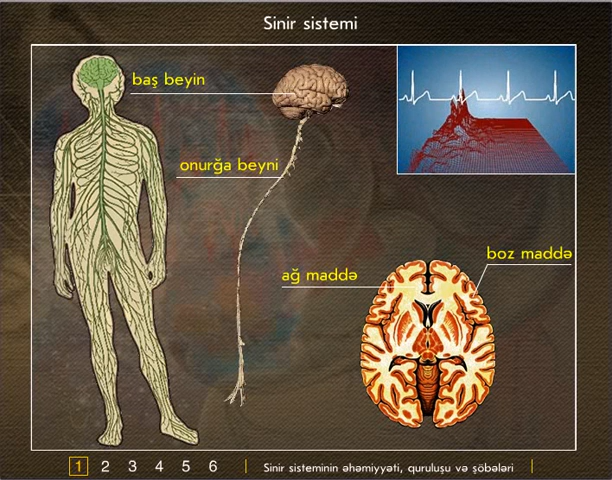 Sinir sistemi
baş beyin
onurğa beyni
boz maddə
ağ maddə
1 2 3 4 5 6 Sinir sisteminin əhəmiyyəti, quruluşu və şöbələri